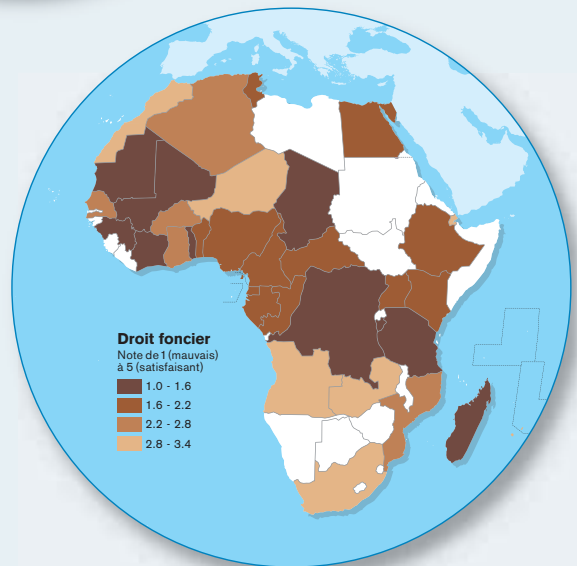 Droit foncier
Note de 1 (mauvais)
à 5 (satisfaisant)
1.0 - 1.6
1.6 - 2.2
2.2 - 2.8
2.8 - 3.4